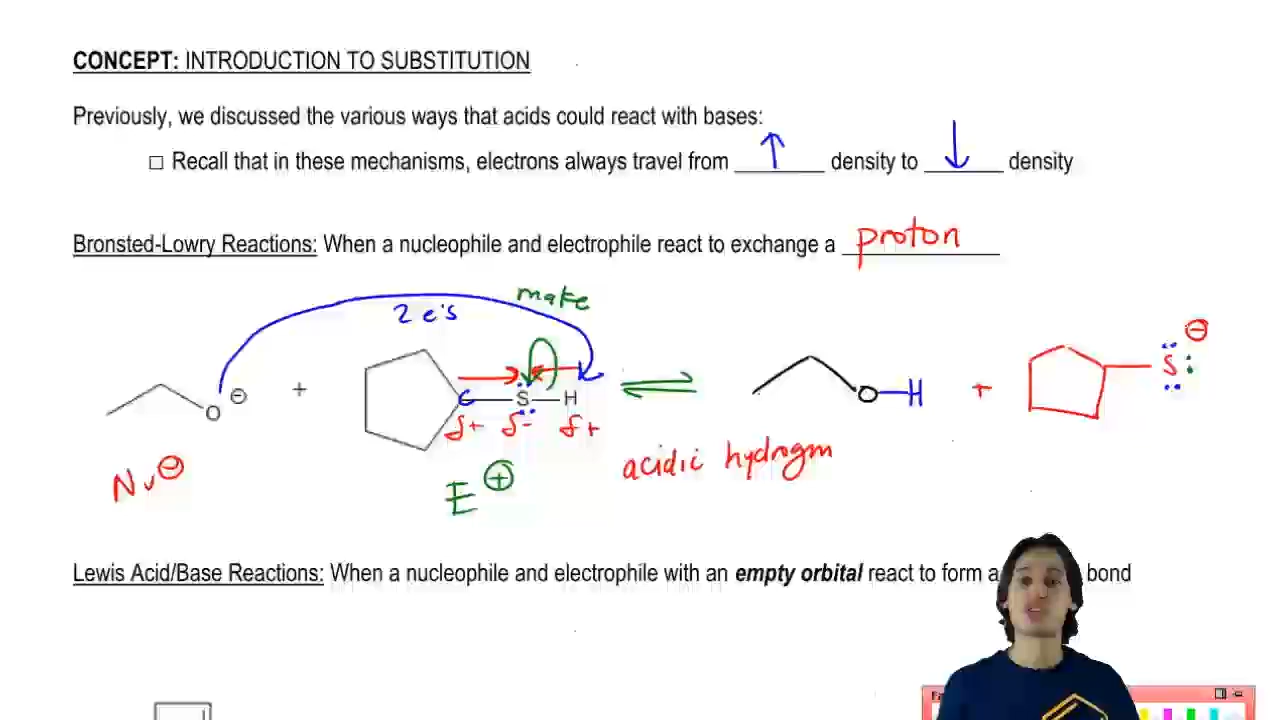 CONCEPT: INTRODUCTION TO SUBSTITUTION
Previously, we discussed the various ways that acids could react with bases:
□ Recall that in these mechanisms, electrons always travel from ↑ density to ↓ density
Bronsted-Lowry Reactions: When a nucleophile and electrophile react to exchange a proton
make
2 e's
O ⊖ + C S H ⇌ O H + S ⊖
δ+ δ- δ+
acidic hydrogen
Nu ⊖
E ⊕
Lewis Acid/Base Reactions: When a nucleophile and electrophile with an empty orbital react to form a bond